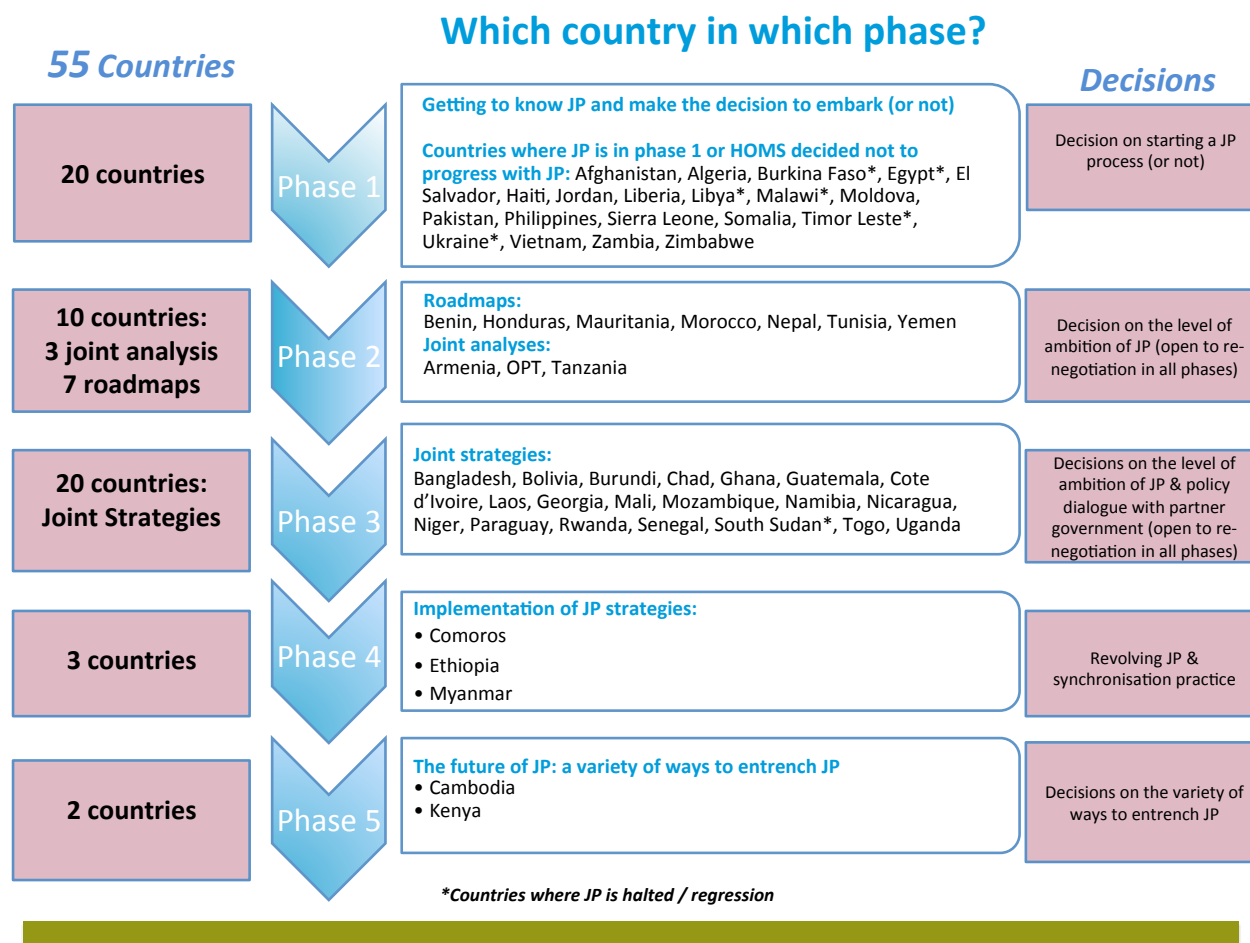 Which country in which phase?
55 Countries
Decisions
20 countries
Phase 1
Getting to know JP and make the decision to embark (or not)
Countries where JP is in phase 1 or HOMS decided not to
progress with JP: Afghanistan, Algeria, Burkina Faso*, Egypt*, El
Salvador, Haiti, Jordan, Liberia, Libya*, Malawi*, Moldova,
Pakistan, Philippines, Sierra Leone, Somalia, Timor Leste*,
Ukraine*, Vietnam, Zambia, Zimbabwe
Decision on starting a JP
process (or not)
10 countries:
3 joint analysis
7 roadmaps
Phase 2
Roadmaps:
Benin, Honduras, Mauritania, Morocco, Nepal, Tunisia, Yemen
Joint analyses:
Armenia, OPT, Tanzania
Decision on the level of
ambition of JP (open to re-
negotiation in all phases)
20 countries:
Joint Strategies
Phase 3
Joint strategies:
Bangladesh, Bolivia, Burundi, Chad, Ghana, Guatemala, Cote
d'Ivoire, Laos, Georgia, Mali, Mozambique, Namibia, Nicaragua,
Niger, Paraguay, Rwanda, Senegal, South Sudan*, Togo, Uganda
Decisions on the level of
ambition of JP & policy
dialogue with partner
government (open to re-
negotiation in all phases)
3 countries
Phase 4
Implementation of JP strategies:
• Comoros
• Ethiopia
• Myanmar
Revolving JP &
synchronisation practice
2 countries
Phase 5
The future of JP: a variety of ways to entrench JP
• Cambodia
• Kenya
Decisions on the variety of
ways to entrench JP
*Countries where JP is halted / regression